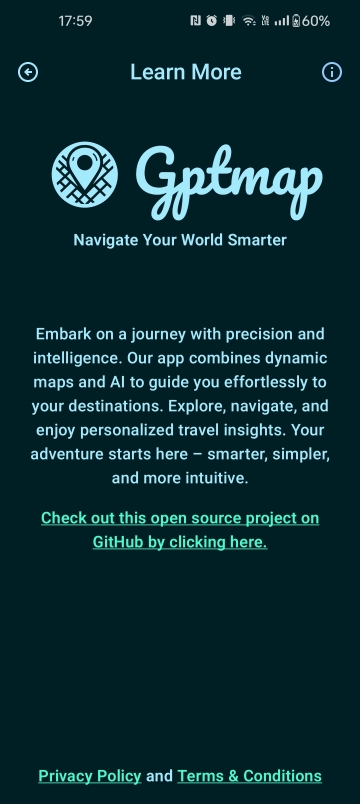 17:59
60%
Learn More
Gptmap
Navigate Your World Smarter
Embark on a journey with precision and
intelligence. Our app combines dynamic
maps and AI to guide you effortlessly to
your destinations. Explore, navigate, and
enjoy personalized travel insights. Your
adventure starts here – smarter, simpler,
and more intuitive.
Check out this open source project on
GitHub by clicking here.
Privacy Policy and Terms & Conditions